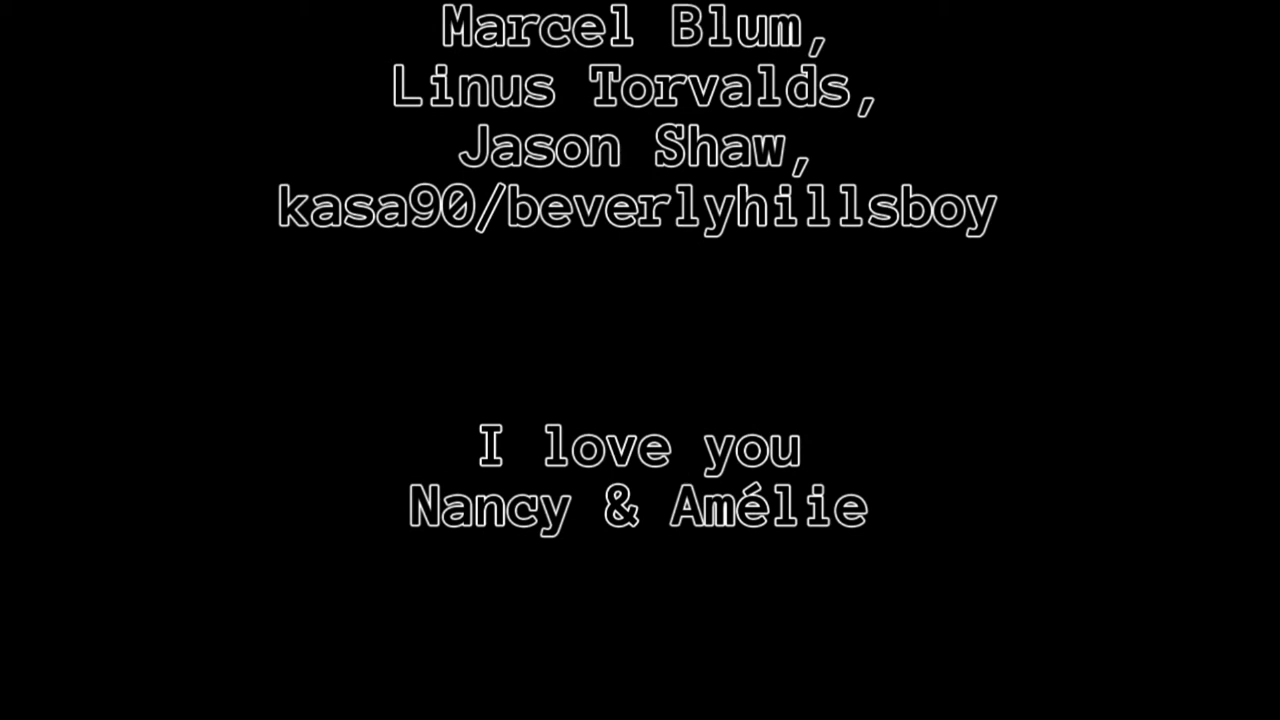 Marcel Blum,
Linus Torvalds,
Jason Shaw,
kasa90/beverlyhillsboy
I love you
Nancy & Amélie